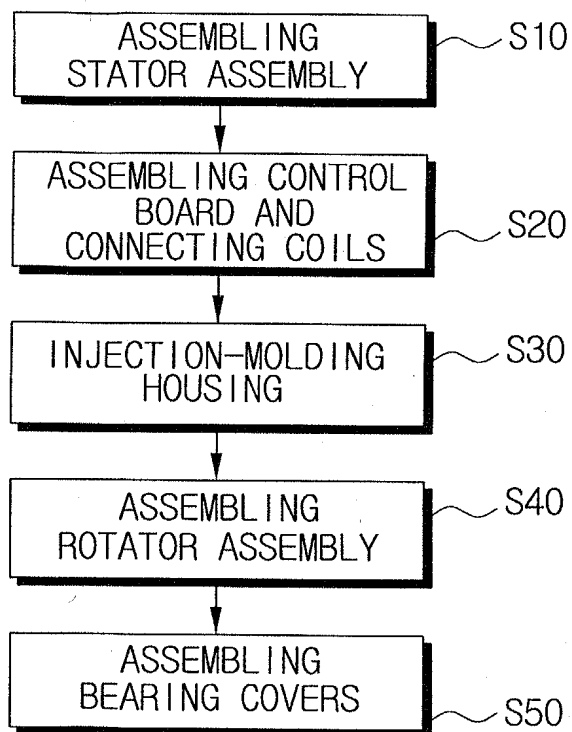 ASSEMBLING
STATOR ASSEMBLY
S10
ASSEMBLING CONTROL
BOARD AND
CONNECTING COILS
S20
INJECTION-MOLDING
HOUSING
S30
ASSEMBLING
ROTATOR ASSEMBLY
S40
ASSEMBLING
BEARING COVERS
S50